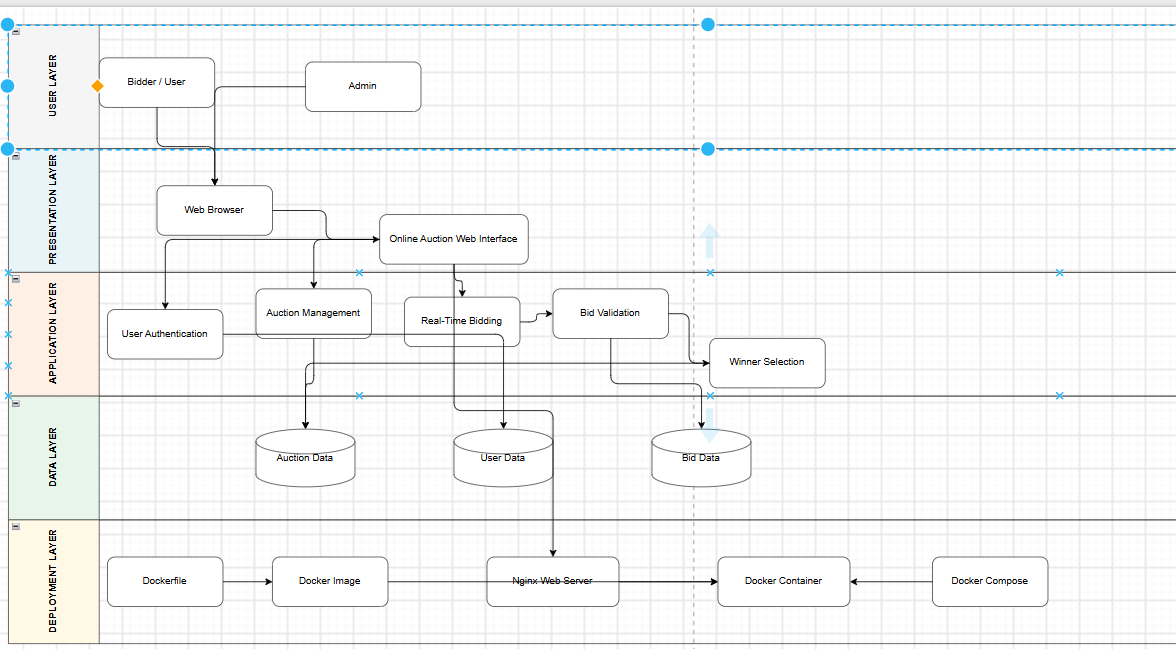 USER LAYER
Bidder / User
Admin
PRESENTATION LAYER
Web Browser
Online Auction Web Interface
APPLICATION LAYER
User Authentication
Auction Management
Real-Time Bidding
Bid Validation
Winner Selection
DATA LAYER
Auction Data
User Data
Bid Data
DEPLOYMENT LAYER
Dockerfile
Docker Image
Nginx Web Server
Docker Container
Docker Compose